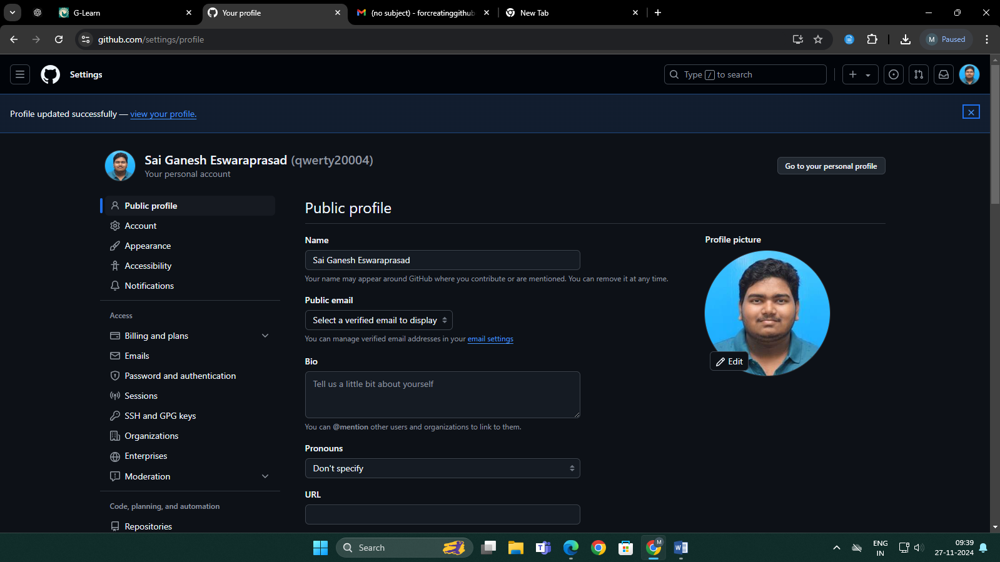 G-Learn
Your profile
(no subject) - forcreatinggithub
New Tab
github.com/settings/profile
M Paused
Settings
Type / to search
Profile updated successfully — view your profile.
Sai Ganesh Eswaraprasad (qwerty20004)
Your personal account
Go to your personal profile
Public profile
Account
Appearance
Accessibility
Notifications
Access
Billing and plans
Emails
Password and authentication
Sessions
SSH and GPG keys
Organizations
Enterprises
Moderation
Code, planning, and automation
Repositories
Public profile
Name
Sai Ganesh Eswaraprasad
Your name may appear around GitHub where you contribute or are mentioned. You can remove it at any time.
Public email
Select a verified email to display
You can manage verified email addresses in your email settings
Bio
Tell us a little bit about yourself
You can @mention other users and organizations to link to them.
Pronouns
Don't specify
URL
Profile picture
Edit
Search
M
ENG
IN
09:39
27-11-2024